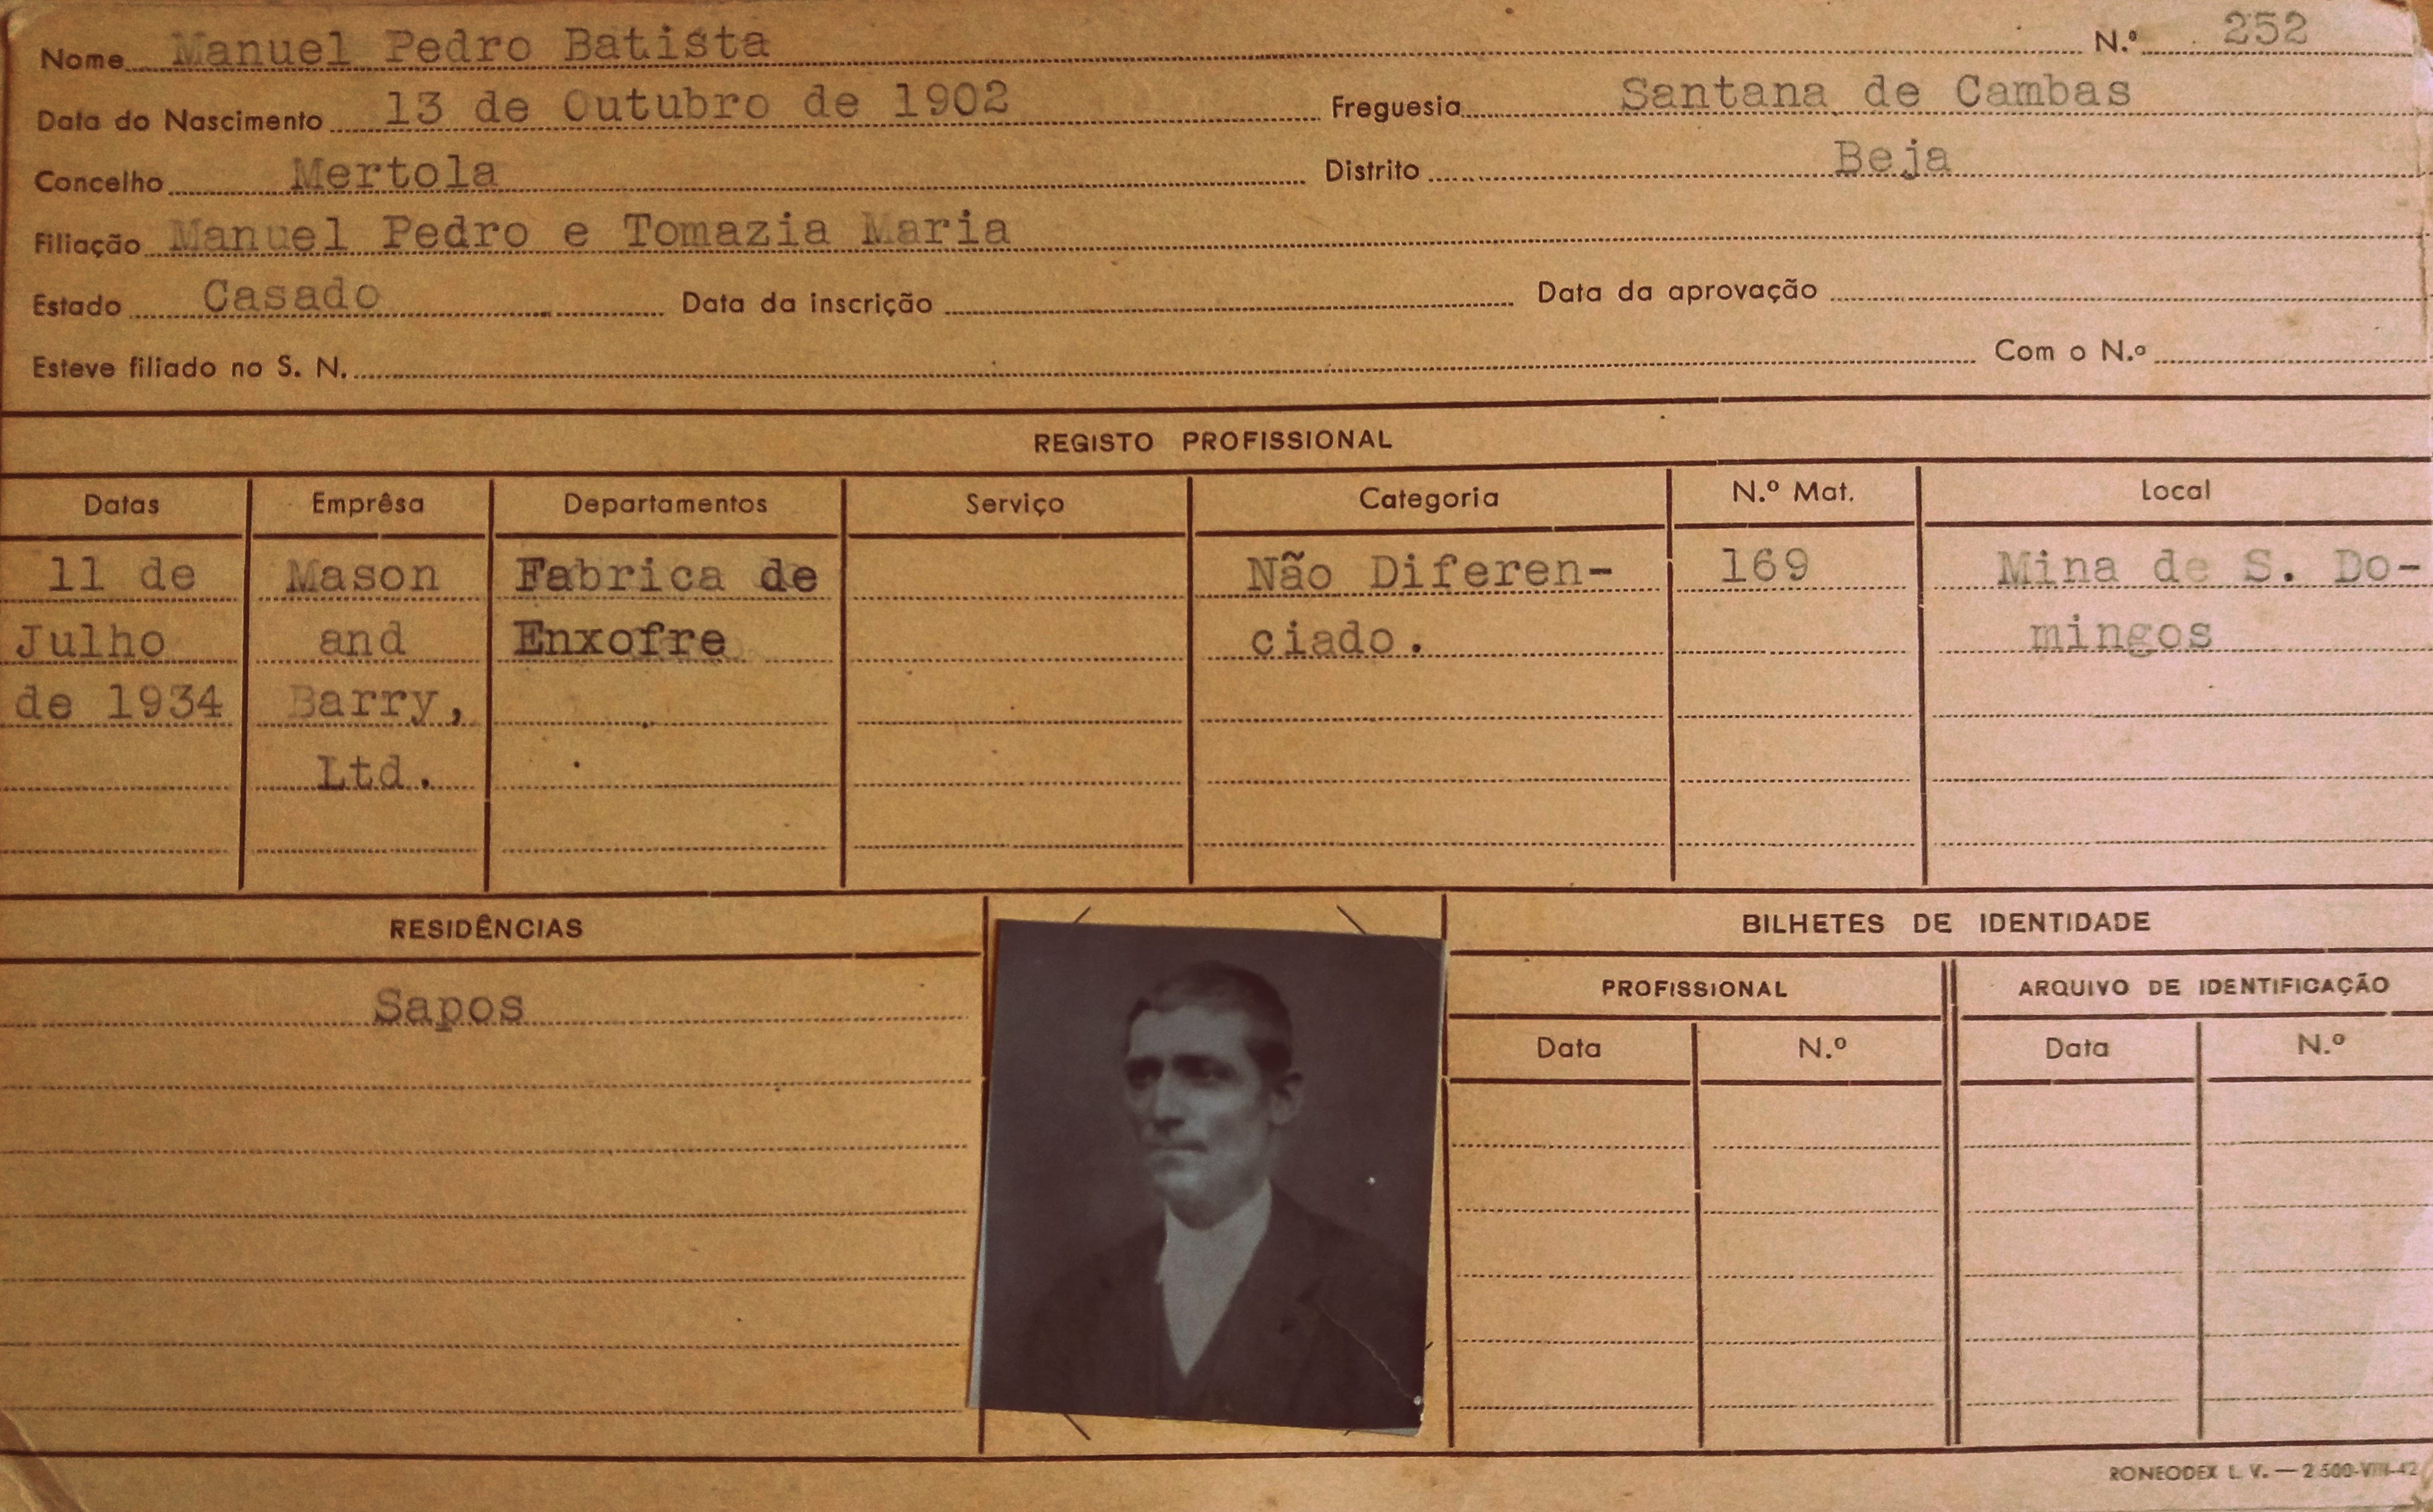 Nome Manuel Pedro Batista N.º 252
Data do Nascimento 13 de Outubro de 1902 Freguesia Santana de Cambas
Concelho Mertola Distrito Beja
Filiação Manuel Pedro e Tomazia Maria
Estado Casado Data da inscrição Data da aprovação
Esteve filiado no S. N. Com o N.º
REGISTO PROFISSIONAL
Datas Emprêsa Departamentos Serviço Categoria N.º Mat. Local
11 de Mason Fabrica de Não Diferen- 169 Mina de S. Do-
Julho and Enxofre ciado. mingos
de 1934 Barry,
Ltd.
RESIDÊNCIAS BILHETES DE IDENTIDADE
PROFISSIONAL ARQUIVO DE IDENTIFICAÇÃO
Sapos
Data N.º Data N.º
RONEODEX L. V. — 2.500-VIII-42